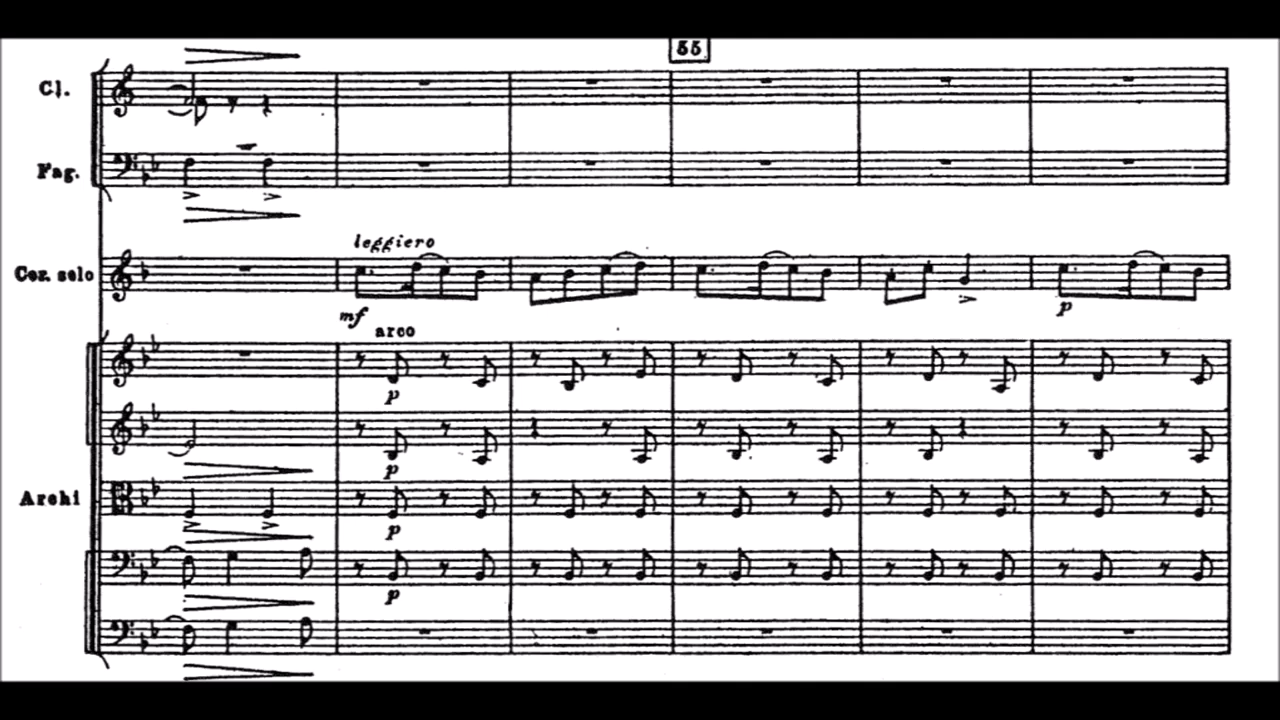 55
Cl.
Fag.
leggiero
Cor. solo
mf
arco
p
p
p
Archi
p
p